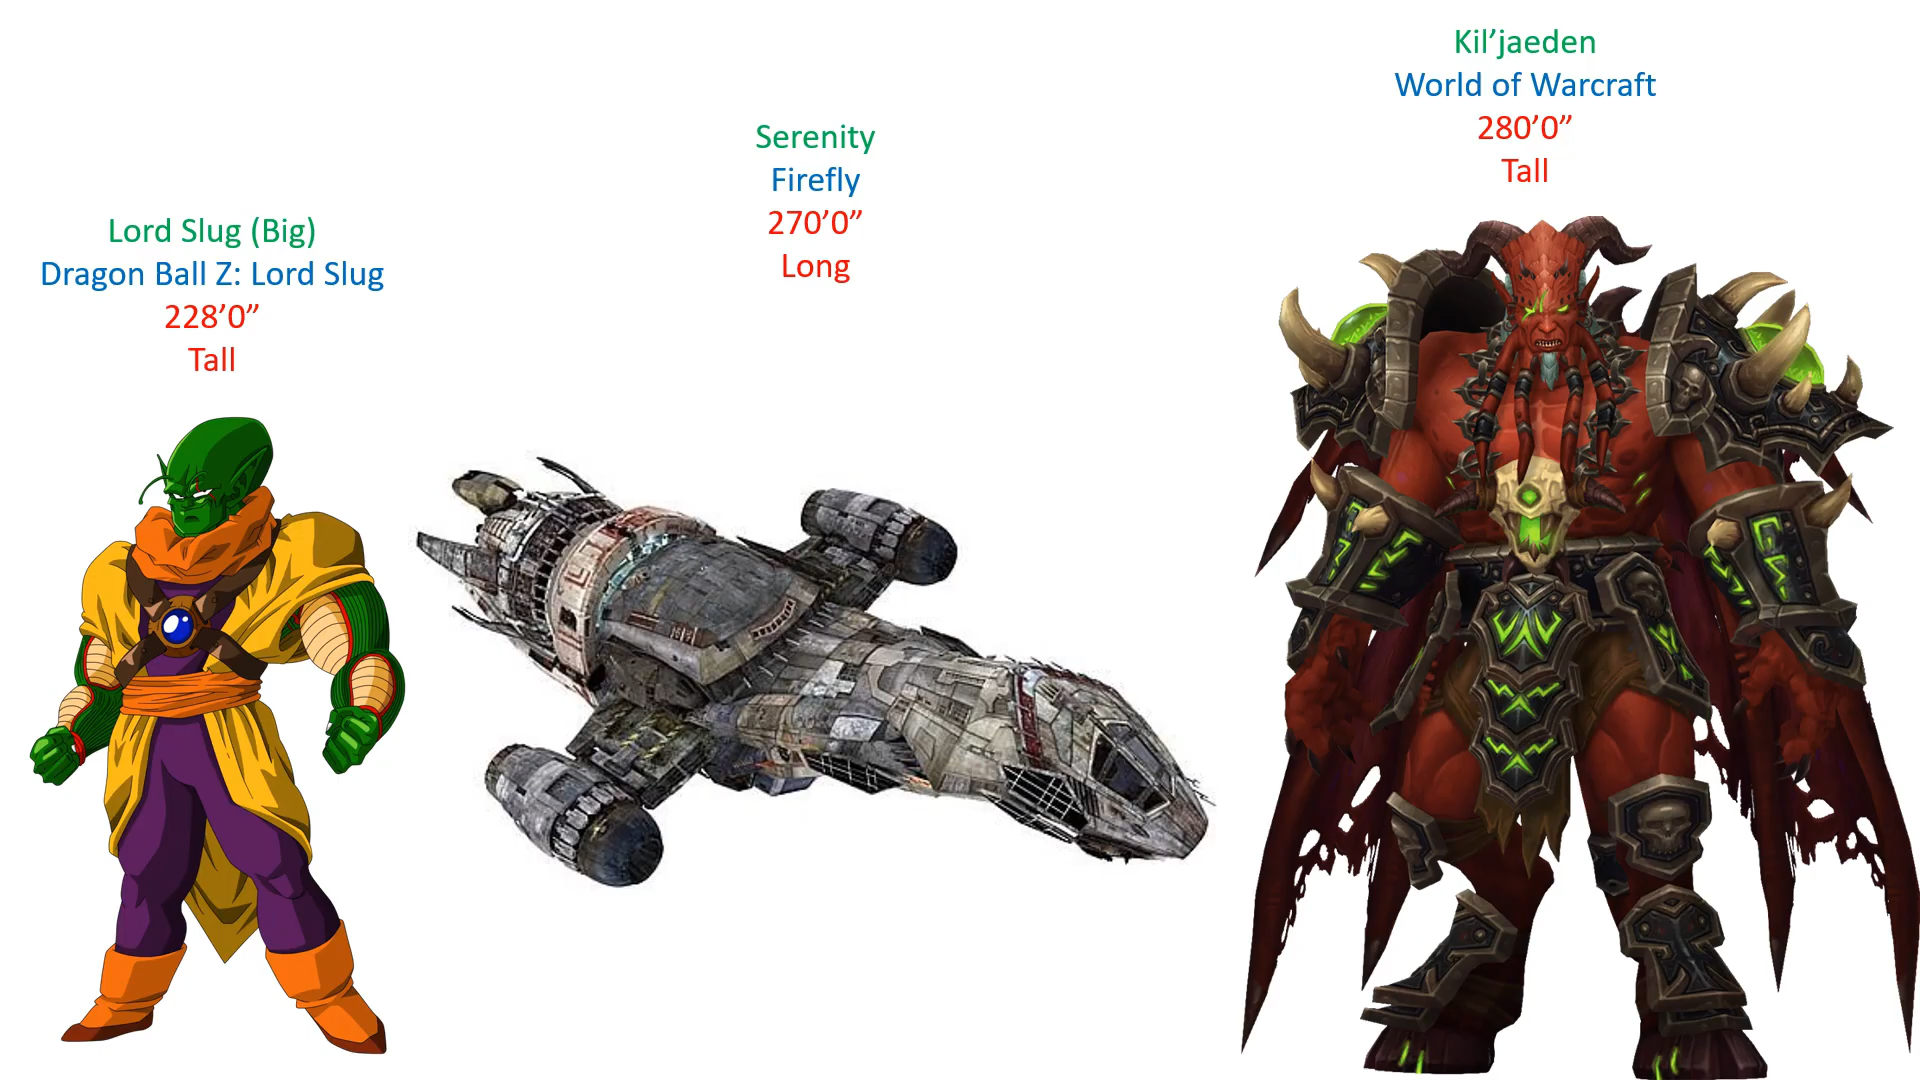 Lord Slug (Big)
Dragon Ball Z: Lord Slug
228’0”
Tall
Serenity
Firefly
270’0”
Long
Kil’jaeden
World of Warcraft
280’0”
Tall